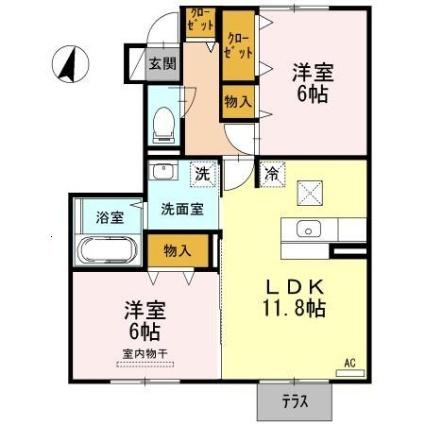 クロー
ゼット
クロー
ゼット
玄関
洋室
6帖
物入
洗
冷
洗面室
浴室
物入
LDK
11.8帖
洋室
6帖
室内物干
AC
テラス